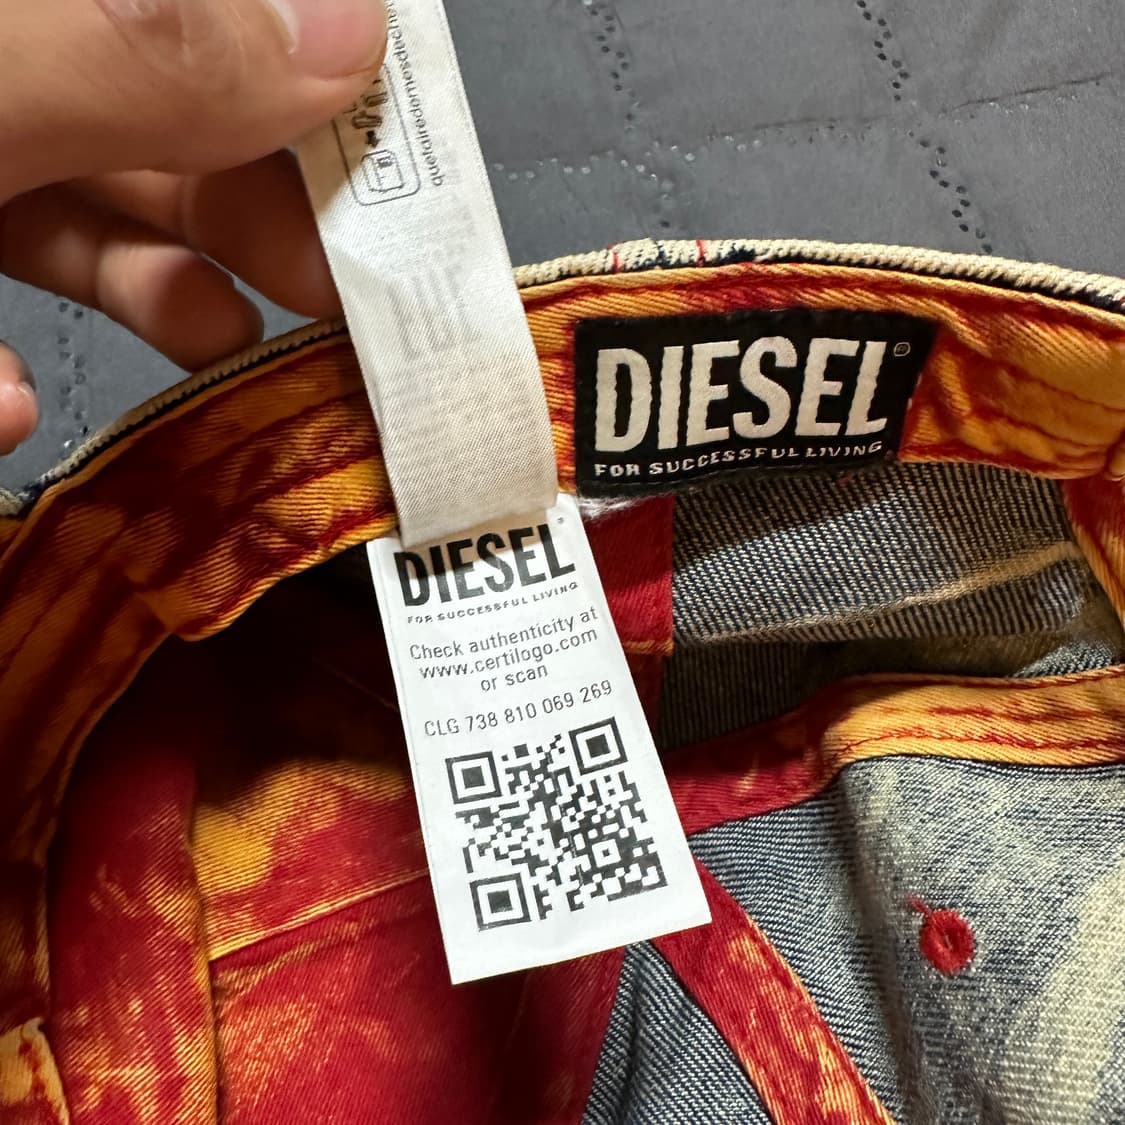 quetairedemesdeche
DIESEL®
FOR SUCCESSFUL LIVING
DIESEL®
FOR SUCCESSFUL LIVING
Check authenticity at
www.certilogo.com
or scan
CLG 738 810 069 269